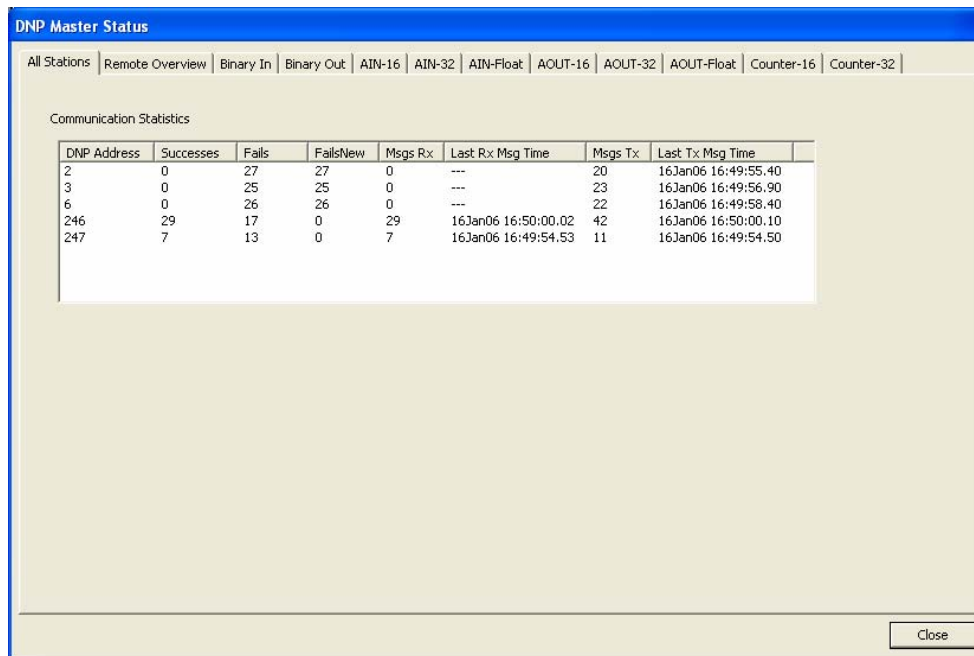 DNP Master Status
All Stations Remote Overview Binary In Binary Out AIN-16 AIN-32 AIN-Float AOUT-16 AOUT-32 AOUT-Float Counter-16 Counter-32
Communication Statistics
DNP Address Successes Fails FailsNew Msgs Rx Last Rx Msg Time Msgs Tx Last Tx Msg Time
2 0 27 27 0 --- 20 16Jan06 16:49:55.40
3 0 25 25 0 --- 23 16Jan06 16:49:56.90
6 0 26 26 0 --- 22 16Jan06 16:49:58.40
246 29 17 0 29 16Jan06 16:50:00.02 42 16Jan06 16:50:00.10
247 7 13 0 7 16Jan06 16:49:54.53 11 16Jan06 16:49:54.50
Close